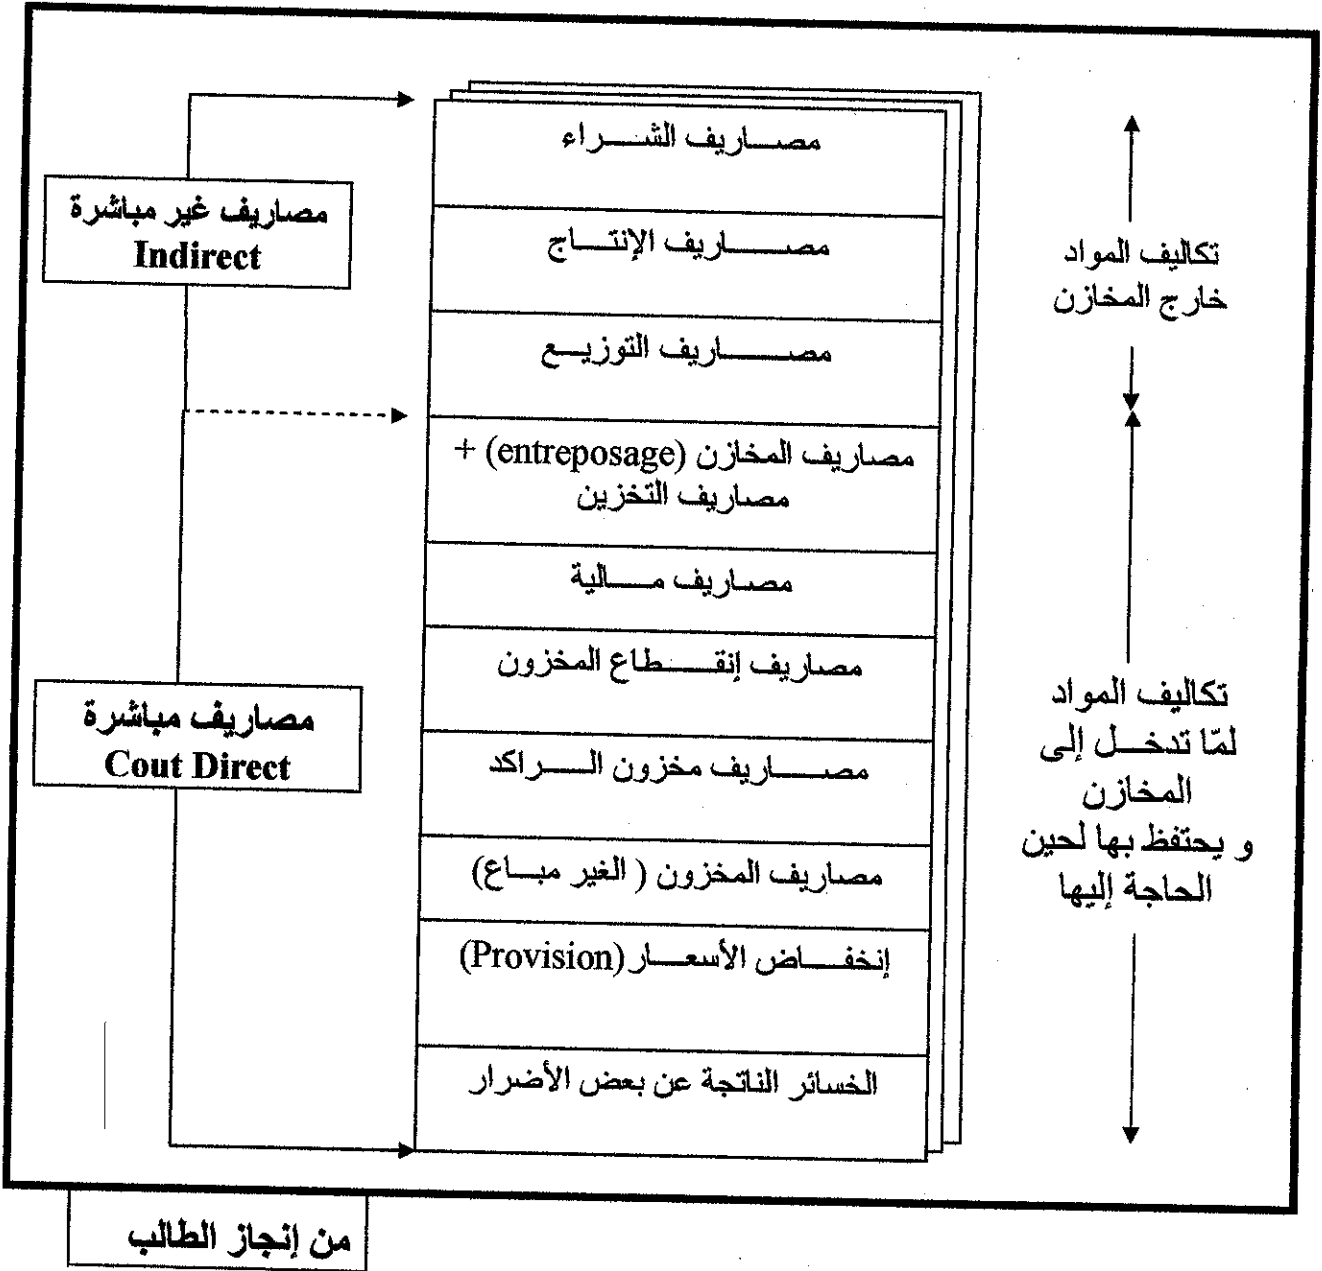 مصاريف الشراء
مصاريف غير مباشرة
Indirect
مصاريف الإنتاج
تكاليف المواد
خارج المخازن
مصاريف التوزيع
مصاريف المخازن (entreposage) +
مصاريف التخزين
مصاريف مالية
مصاريف إنقطاع المخزون
مصاريف مباشرة
Cout Direct
تكاليف المواد
لمّا تدخل إلى
المخازن
و يحتفظ بها لحين
الحاجة إليها
مصاريف مخزون الراكد
مصاريف المخزون ( الغير مباع)
إنخفاض الأسعار (Provision)
الخسائر الناتجة عن بعض الأضرار
من إنجاز الطالب